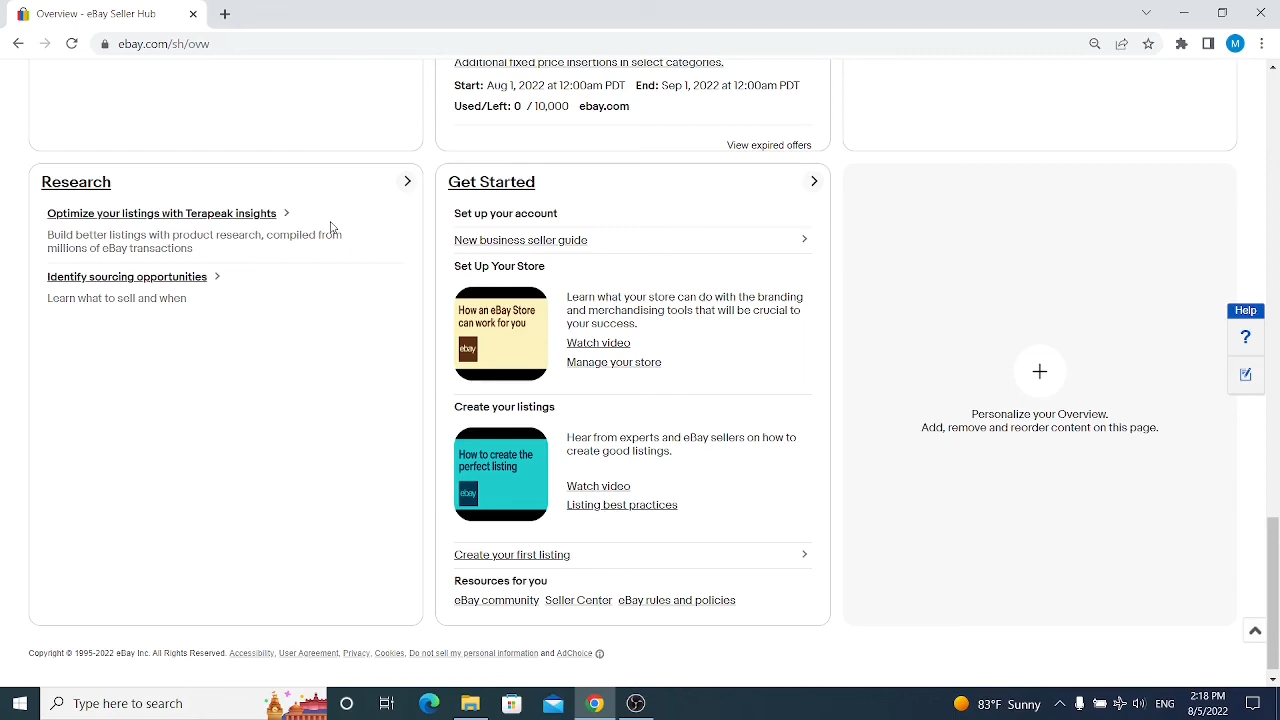 Overview - eBay Seller Hub
ebay.com/sh/ovw
M
Additional fixed price insertions in select categories.
Start: Aug 1, 2022 at 12:00am PDT End: Sep 1, 2022 at 12:00am PDT
Used/Left: 0 / 10,000 ebay.com
View expired offers
Research
Optimize your listings with Terapeak insights
Build better listings with product research, compiled from
millions of eBay transactions
Identify sourcing opportunities
Learn what to sell and when
Get Started
Set up your account
New business seller guide
Set Up Your Store
How an eBay Store
can work for you
ebay
Learn what your store can do with the branding
and merchandising tools that will be crucial to
your success.
Watch video
Manage your store
Create your listings
How to create the
perfect listing
ebay
Hear from experts and eBay sellers on how to
create good listings.
Watch video
Listing best practices
Create your first listing
Resources for you
eBay community Seller Center eBay rules and policies
Personalize your Overview.
Add, remove and reorder content on this page.
Help
?
Copyright © 1995-2022 eBay Inc. All Rights Reserved. Accessibility, User Agreement, Privacy, Cookies, Do not sell my personal information and AdChoice
Type here to search
83°F Sunny
ENG
2:18 PM
8/5/2022